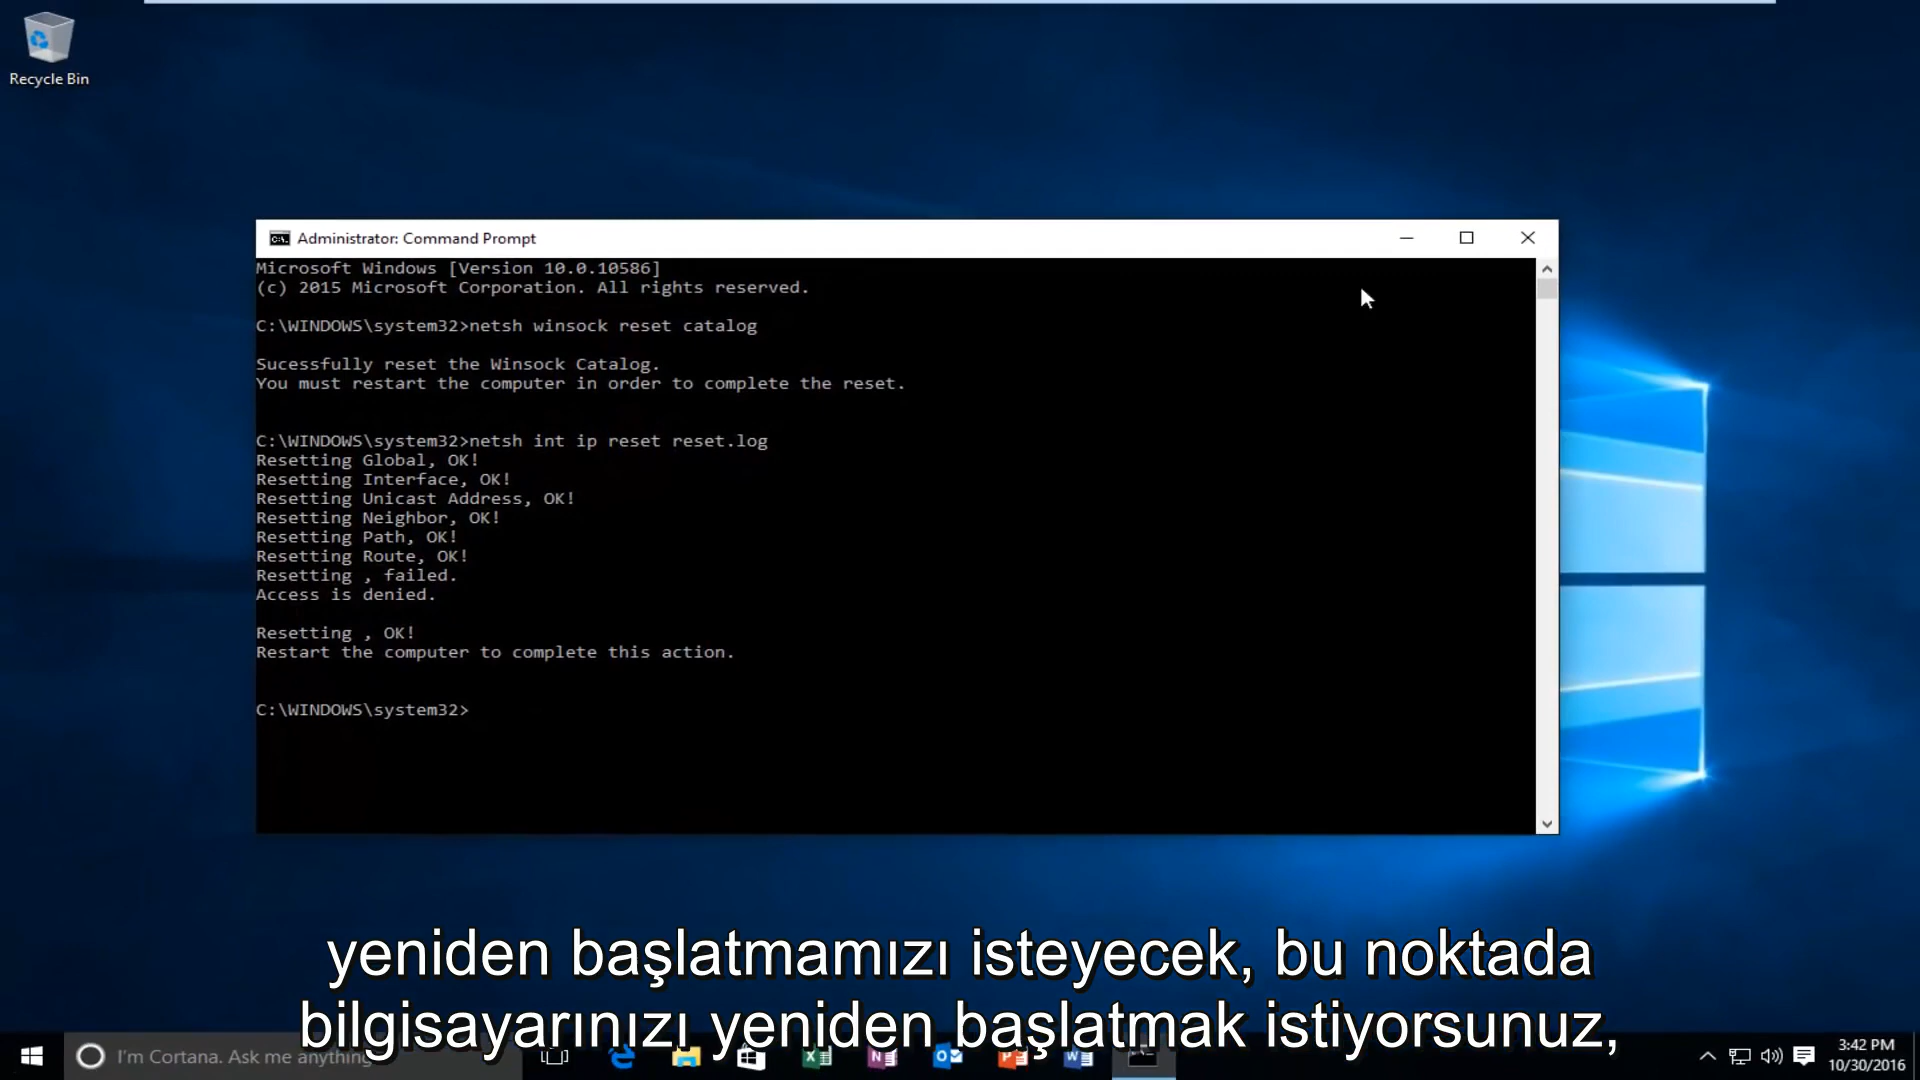 Recycle Bin
Administrator: Command Prompt
Microsoft Windows [Version 10.0.10586]
(c) 2015 Microsoft Corporation. All rights reserved.
C:\WINDOWS\system32>netsh winsock reset catalog
Sucessfully reset the Winsock Catalog.
You must restart the computer in order to complete the reset.
C:\WINDOWS\system32>netsh int ip reset reset.log
Resetting Global, OK!
Resetting Interface, OK!
Resetting Unicast Address, OK!
Resetting Neighbor, OK!
Resetting Path, OK!
Resetting Route, OK!
Resetting , failed.
Access is denied.
Resetting , OK!
Restart the computer to complete this action.
C:\WINDOWS\system32>
yeniden başlatmamızı isteyecek, bu noktada
bilgisayarınızı yeniden başlatmak istiyorsunuz,
I'm Cortana. Ask me anything.
3:42 PM
10/30/2016